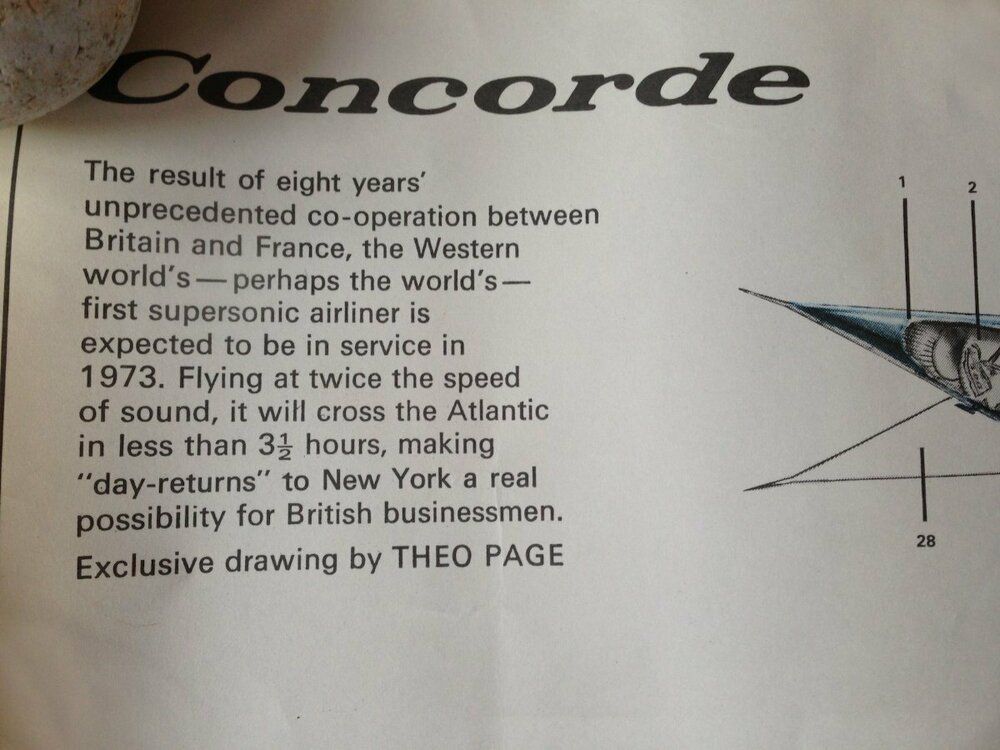 Concorde
The result of eight years'
unprecedented co-operation between
Britain and France, the Western
world's — perhaps the world's —
first supersonic airliner is
expected to be in service in
1973. Flying at twice the speed
of sound, it will cross the Atlantic
in less than 3½ hours, making
"day-returns" to New York a real
possibility for British businessmen.
Exclusive drawing by THEO PAGE
1
2
28